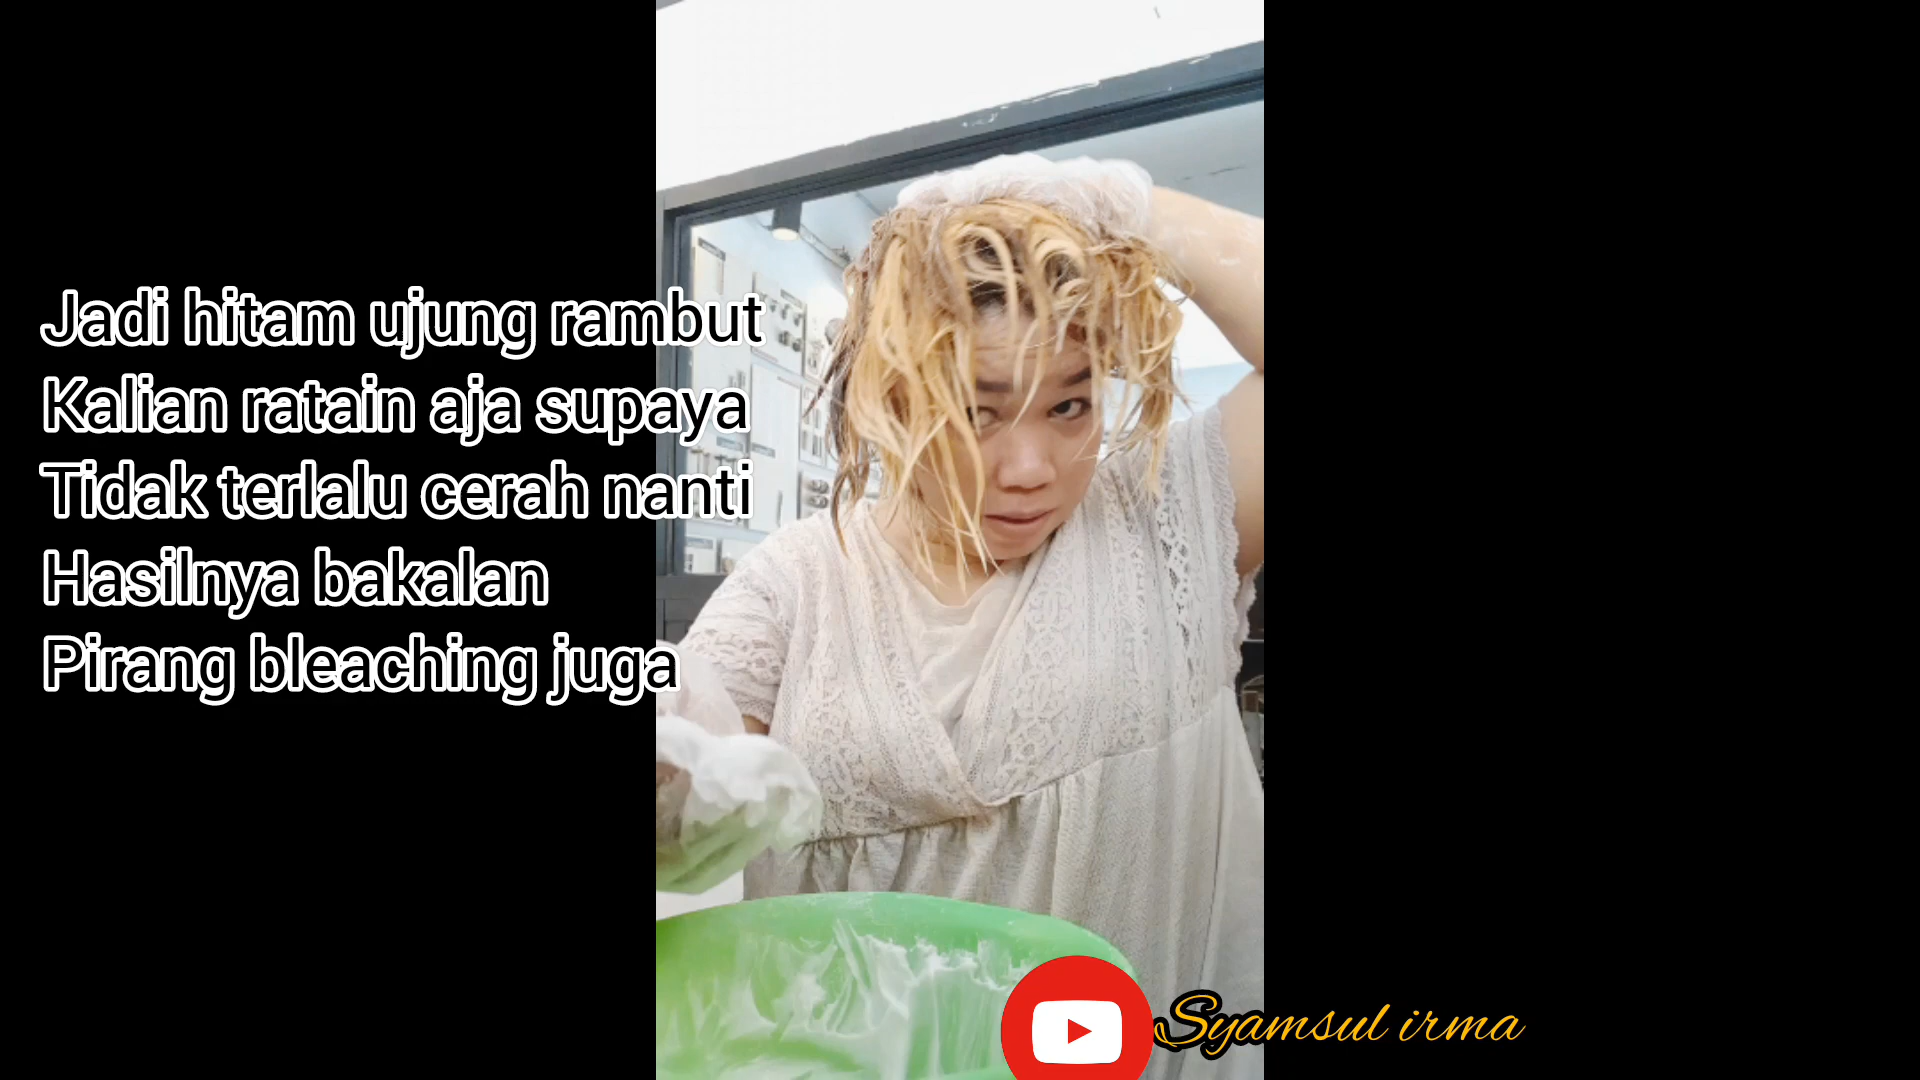 Jadi hitam ujung rambut
Kalian ratain aja supaya
Tidak terlalu cerah nanti
Hasilnya bakalan
Pirang bleaching juga
Syamsul irma